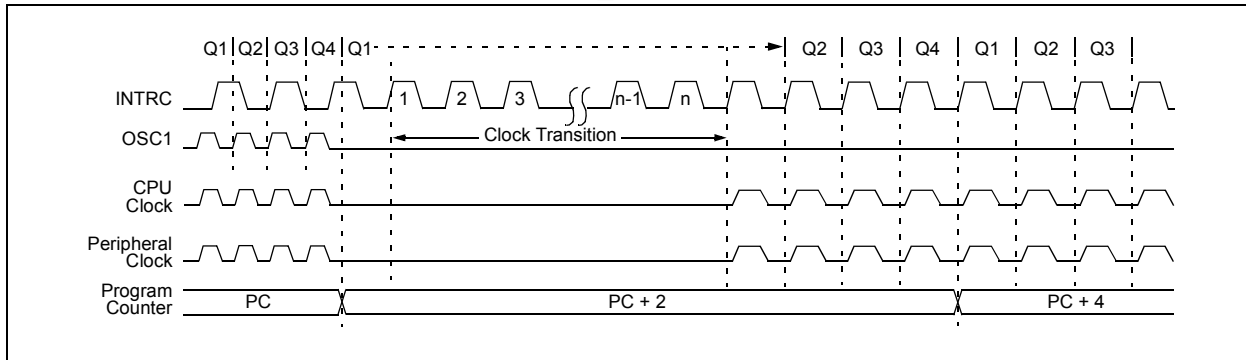 Q1 Q2 Q3 Q4 Q1 Q2 Q3 Q4 Q1 Q2 Q3
INTRC 1 2 3 n-1 n
OSC1 Clock Transition
CPU
Clock
Peripheral
Clock
Program
Counter PC PC + 2 PC + 4